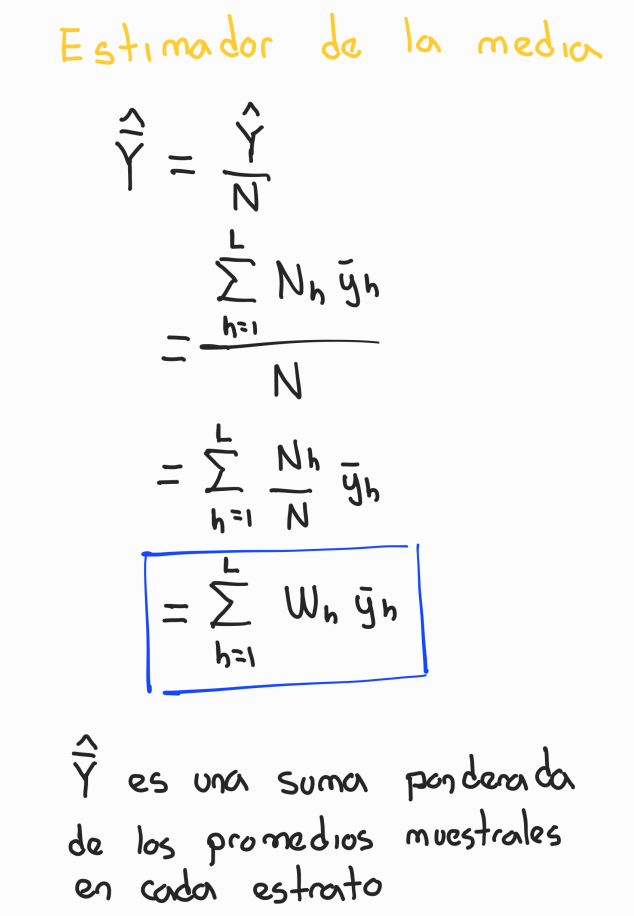 Estimador de la media
$\hat{\bar{Y}} = \frac{\hat{Y}}{N}$
$= \frac{\sum_{h=1}^{L} N_h \bar{y}_h}{N}$
$= \sum_{h=1}^{L} \frac{N_h}{N} \bar{y}_h$
$= \sum_{h=1}^{L} W_h \bar{y}_h$
$\hat{\bar{Y}}$ es una suma ponderada
de los promedios muestrales
en cada estrato